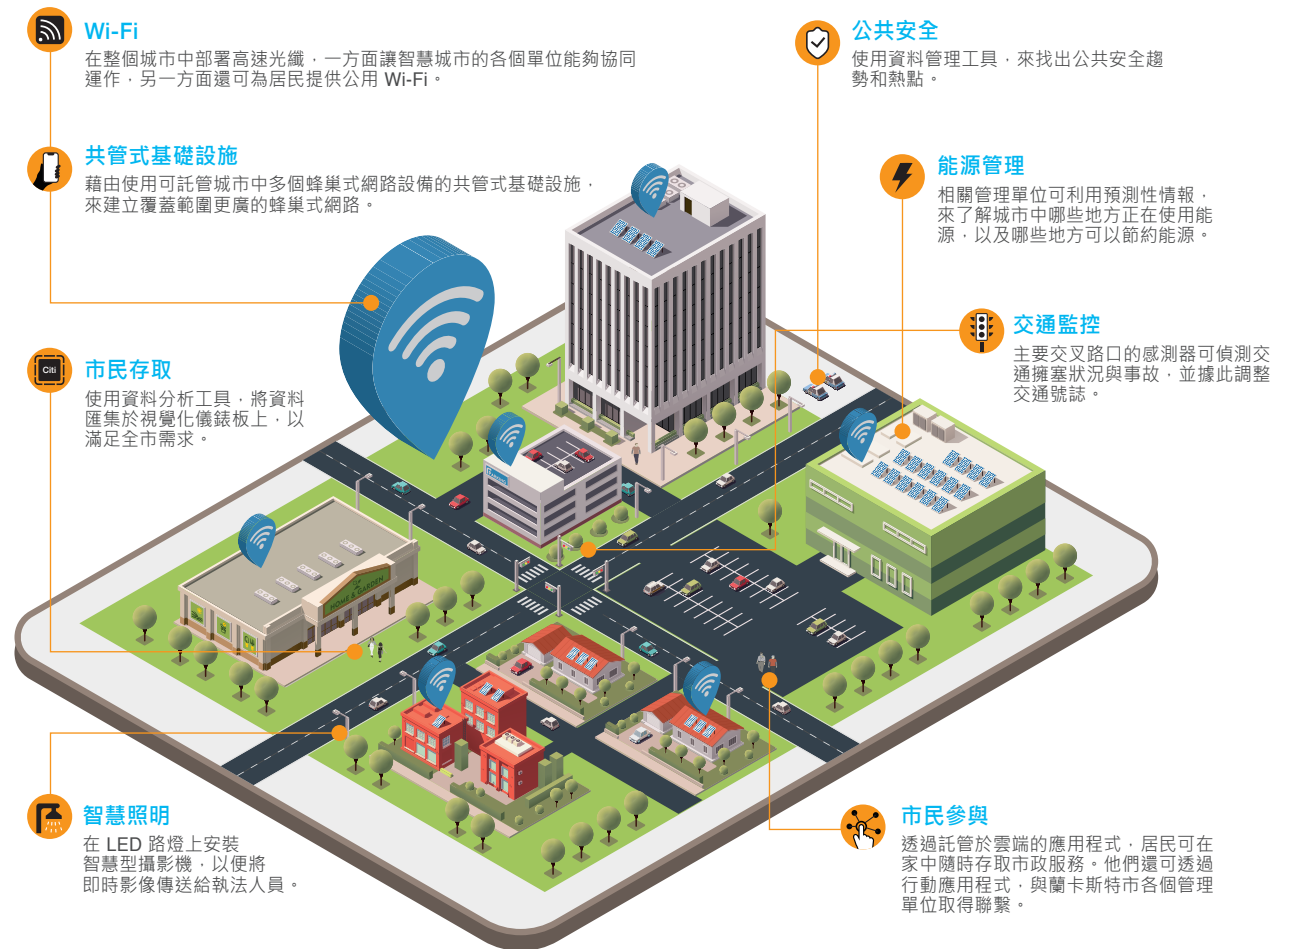 Wi-Fi
在整個城市中部署高速光纖，一方面讓智慧城市的各個單位能夠協同
運作，另一方面還可為居民提供公用 Wi-Fi。
共管式基礎設施
藉由使用可託管城市中多個蜂巢式網路設備的共管式基礎設施，
來建立覆蓋範圍更廣的蜂巢式網路。
Citi
市民存取
使用資料分析工具，將資料
匯集於視覺化儀錶板上，以
滿足全市需求。
智慧照明
在 LED 路燈上安裝
智慧型攝影機，以便將
即時影像傳送給執法人員。
公共安全
使用資料管理工具，來找出公共安全趨
勢和熱點。
能源管理
相關管理單位可利用預測性情報，
來了解城市中哪些地方正在使用能
源，以及哪些地方可以節約能源。
交通監控
主要交叉路口的感測器可偵測交
通擁塞狀況與事故，並據此調整
交通號誌。
市民參與
透過託管於雲端的應用程式，居民可在
家中隨時存取市政服務。他們還可透過
行動應用程式，與蘭卡斯特市各個管理
單位取得聯繫。
HOME & GARDEN